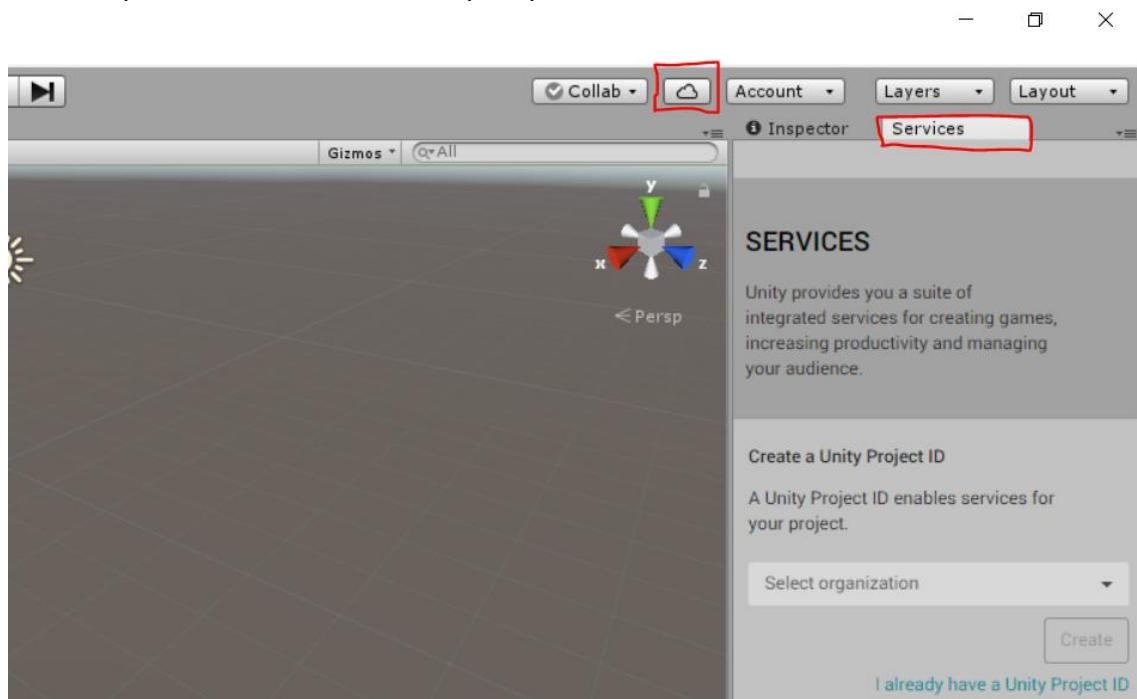 Collab
Account
Layers
Layout
Inspector
Services
Gizmos
All
y
x
z
Persp
SERVICES
Unity provides you a suite of
integrated services for creating games,
increasing productivity and managing
your audience.
Create a Unity Project ID
A Unity Project ID enables services for
your project.
Select organization
Create
I already have a Unity Project ID